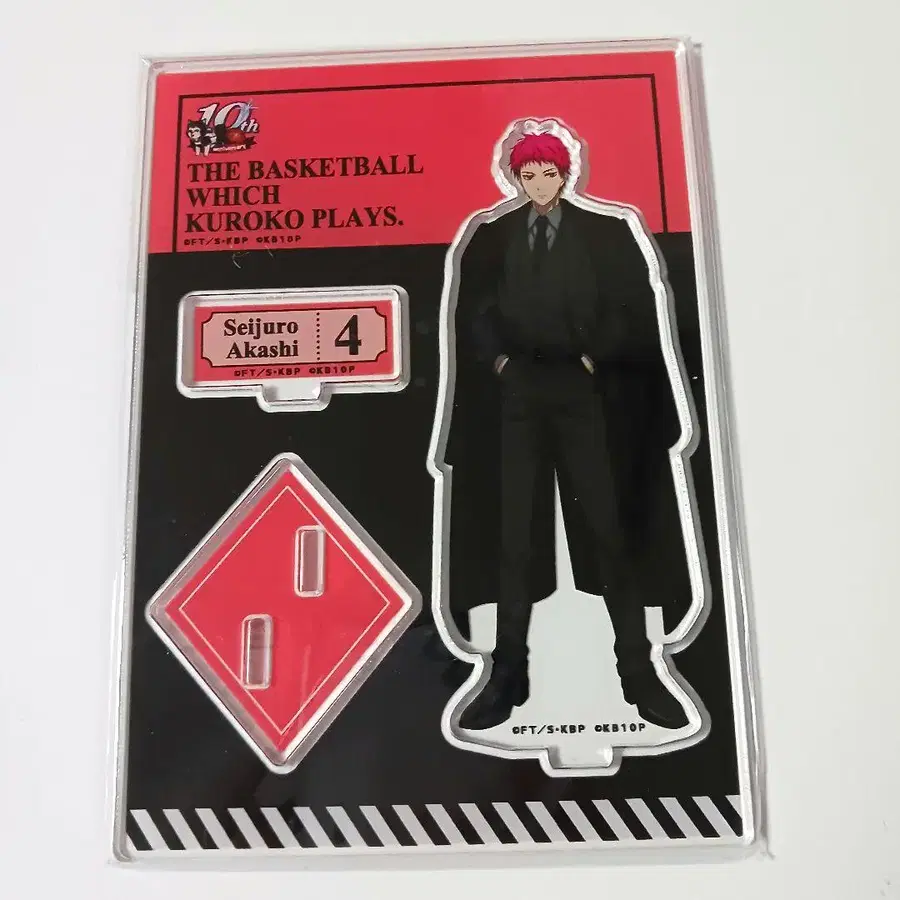 10th
THE BASKETBALL
WHICH
KUROKO PLAYS.
©FT/S・KBP ©KB10P
Seijuro
Akashi
4
©FT/S・KBP ©KB10P
©FT/S・KBP ©KB10P